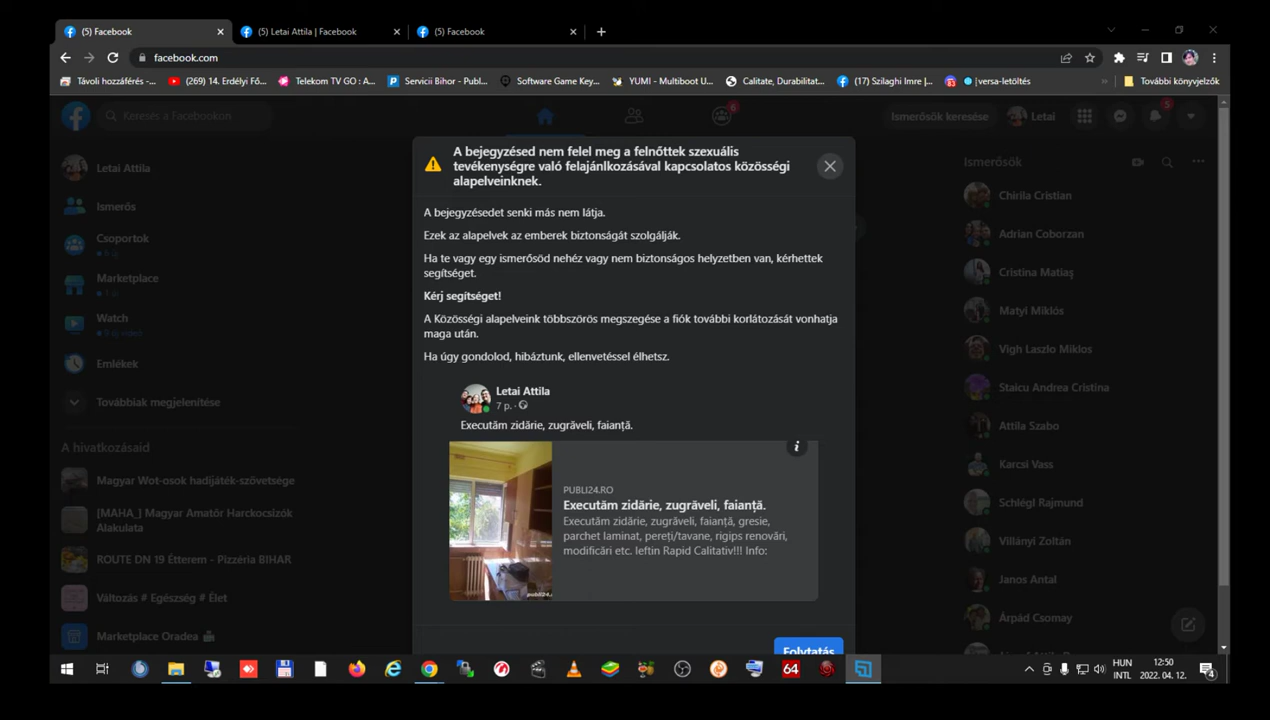 (5) Facebook
(5) Letai Attila | Facebook
(5) Facebook
facebook.com
Távoli hozzáférés -...
(269) 14. Erdélyi Fő...
Telekom TV GO : A...
Servicii Bihor - Publ...
Software Game Key...
YUMI - Multiboot U...
Calitate, Durabilitat...
(17) Szilaghi Imre |...
versa-letöltés
»
További könyvjelzők
Keresés a Facebookon
6
Ismerősök keresése
Letai
5
Letai Attila
Ismerős
Csoportok
Marketplace
Watch
Emlékek
Továbbiak megjelenítése
A hivatkozásaid
Magyar Wot-osok hadijáték-szövetsége
[MAHA_] Magyar Amatőr Harckocsizók
Alakulata
ROUTE DN 19 Étterem - Pizzéria BIHAR
Változás # Egészség # Élet
Marketplace Oradea
A bejegyzésed nem felel meg a felnőttek szexuális
tevékenységre való felajánlkozásával kapcsolatos közösségi
alapelveinknek.
A bejegyzésedet senki más nem látja.
Ezek az alapelvek az emberek biztonságát szolgálják.
Ha te vagy egy ismerősöd nehéz vagy nem biztonságos helyzetben van, kérhettek
segítséget.
Kérj segítséget!
A Közösségi alapelveink többszörös megszegése a fiók további korlátozását vonhatja
maga után.
Ha úgy gondolod, hibáztunk, ellenvetéssel élhetsz.
Letai Attila
7 p. ·
Executăm zidărie, zugrăveli, faianță.
PUBLI24.RO
Executăm zidărie, zugrăveli, faianță.
Executăm zidărie, zugrăveli, faianță, gresie,
parchet laminat, pereți/tavane, rigips renovări,
modificări etc. Ieftin Rapid Calitativ!!! Info:
Folytatás
Ismerősök
Chirila Cristian
Adrian Coborzan
Cristina Matiaș
Matyi Miklós
Vigh Laszlo Miklos
Staicu Andrea Cristina
Attila Szabo
Karcsi Vass
Schlégl Rajmund
Villányi Zoltán
Janos Antal
Árpád Csomay
64
HUN
INTL
12:50
2022. 04. 12.
4